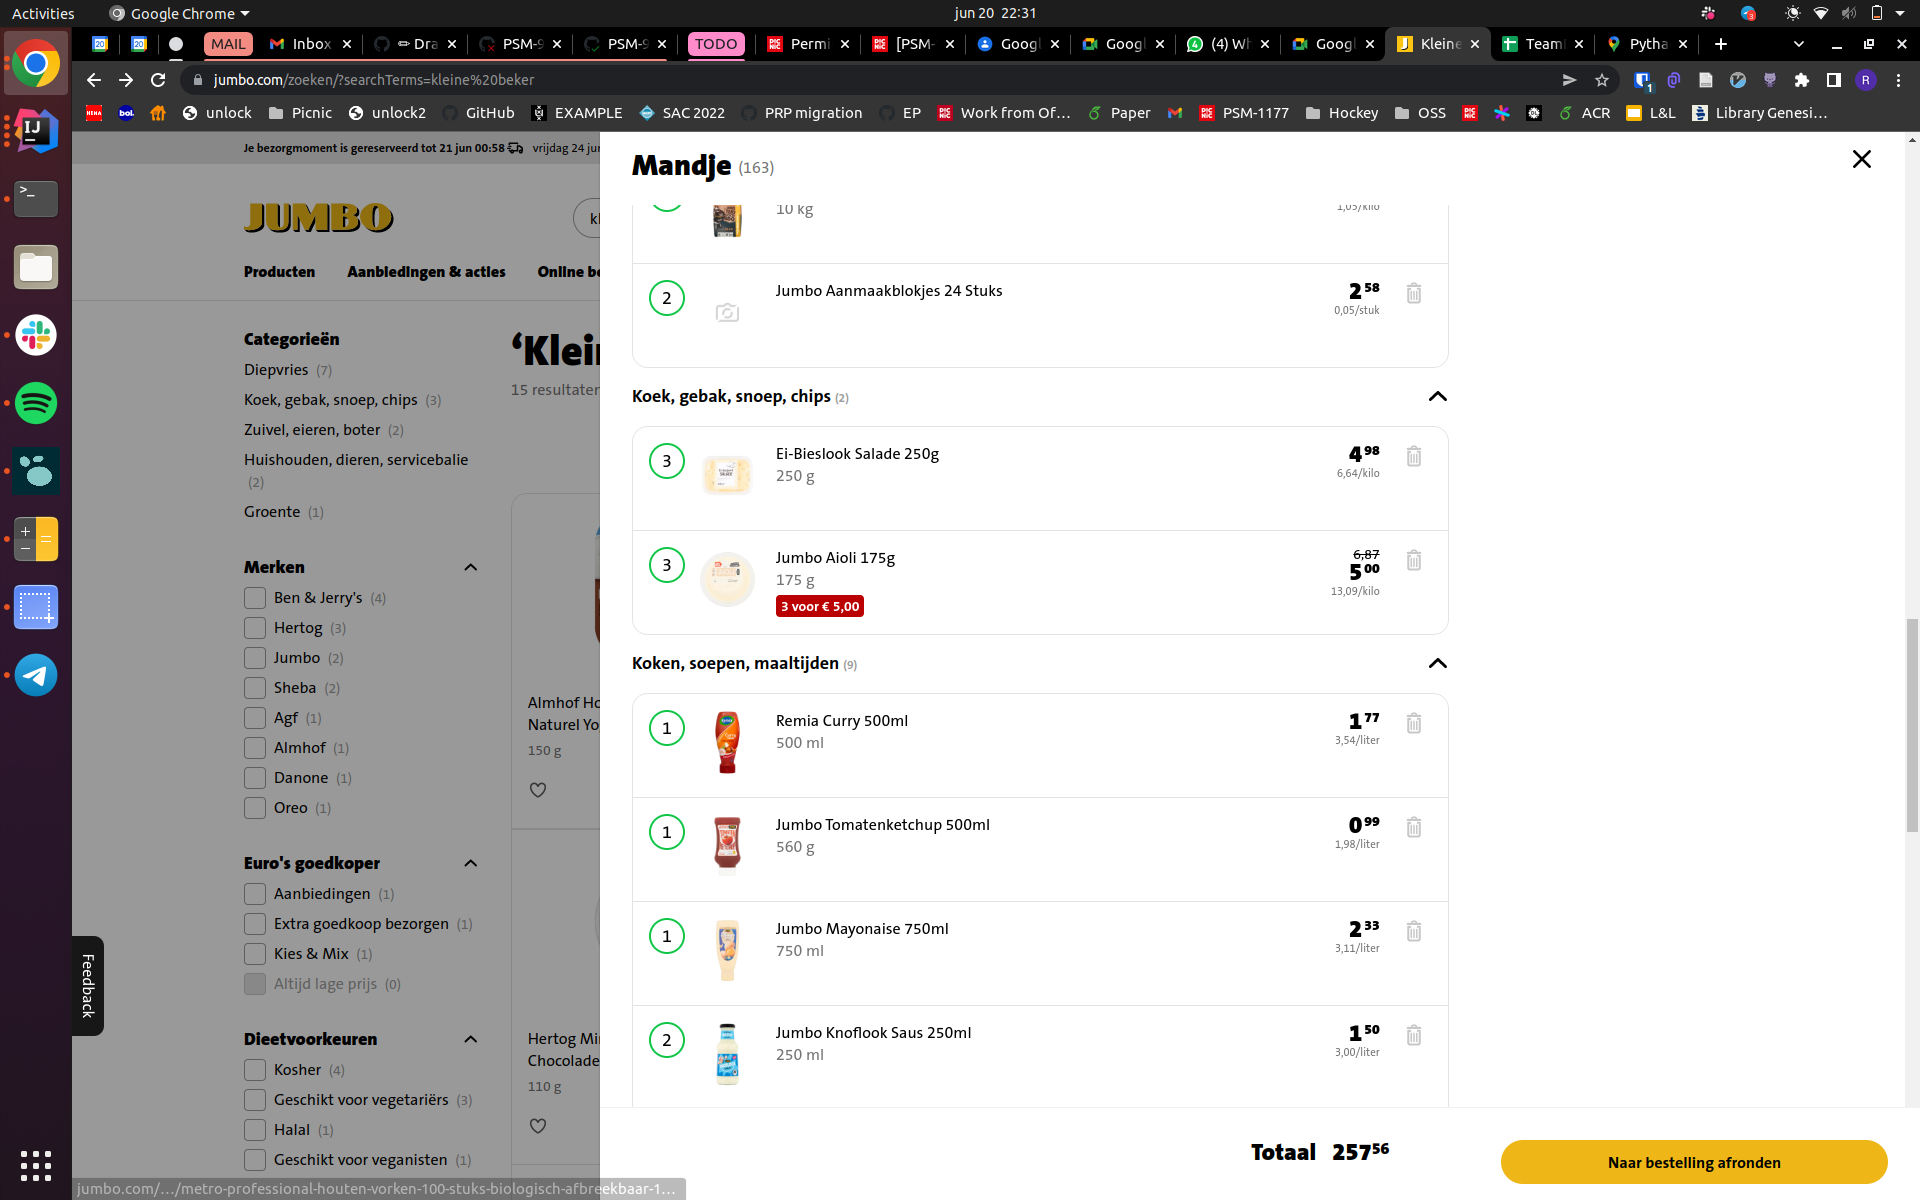 Activities
Google Chrome
jun 20 22:31
MAIL
Inbox
Dra
PSM-9
PSM-9
TODO
Permi
[PSM-
Googl
Googl
(4) Wh
Googl
Kleine
Team
Pytha
jumbo.com/zoeken/?searchTerms=kleine%20beker
unlock
Picnic
unlock2
GitHub
EXAMPLE
SAC 2022
PRP migration
EP
Work from Of...
Paper
PSM-1177
Hockey
OSS
ACR
L&L
Library Genesi...
Je bezorgmoment is gereserveerd tot 21 jun 00:58
vrijdag 24 jun
JUMBO
Producten
Aanbiedingen & acties
Online be
Categorieën
Diepvries (7)
Koek, gebak, snoep, chips (3)
Zuivel, eieren, boter (2)
Huishouden, dieren, servicebalie
(2)
Groente (1)
Merken
Ben & Jerry's (4)
Hertog (3)
Jumbo (2)
Sheba (2)
Agf (1)
Almhof (1)
Danone (1)
Oreo (1)
Euro's goedkoper
Aanbiedingen (1)
Extra goedkoop bezorgen (1)
Kies & Mix (1)
Altijd lage prijs (0)
Dieetvoorkeuren
Kosher (4)
Geschikt voor vegetariërs (3)
Halal (1)
Geschikt voor veganisten (1)
Feedback
‘Klein
15 resultaten
Almhof Ho
Naturel Yo
150 g
Hertog Min
Chocolade
110 g
Mandje (163)
10 kg
1,05/kilo
2
Jumbo Aanmaakblokjes 24 Stuks
2 58
0,05/stuk
Koek, gebak, snoep, chips (2)
3
Ei-Bieslook Salade 250g
250 g
4 98
6,64/kilo
3
Jumbo Aioli 175g
175 g
3 voor € 5,00
6,87
5 00
13,09/kilo
Koken, soepen, maaltijden (9)
1
Remia Curry 500ml
500 ml
1 77
3,54/liter
1
Jumbo Tomatenketchup 500ml
560 g
0 99
1,98/liter
1
Jumbo Mayonaise 750ml
750 ml
2 33
3,11/liter
2
Jumbo Knoflook Saus 250ml
250 ml
1 50
3,00/liter
Totaal 257 56
Naar bestelling afronden
jumbo.com/.../metro-professional-houten-vorken-100-stuks-biologisch-afbreekbaar-1...